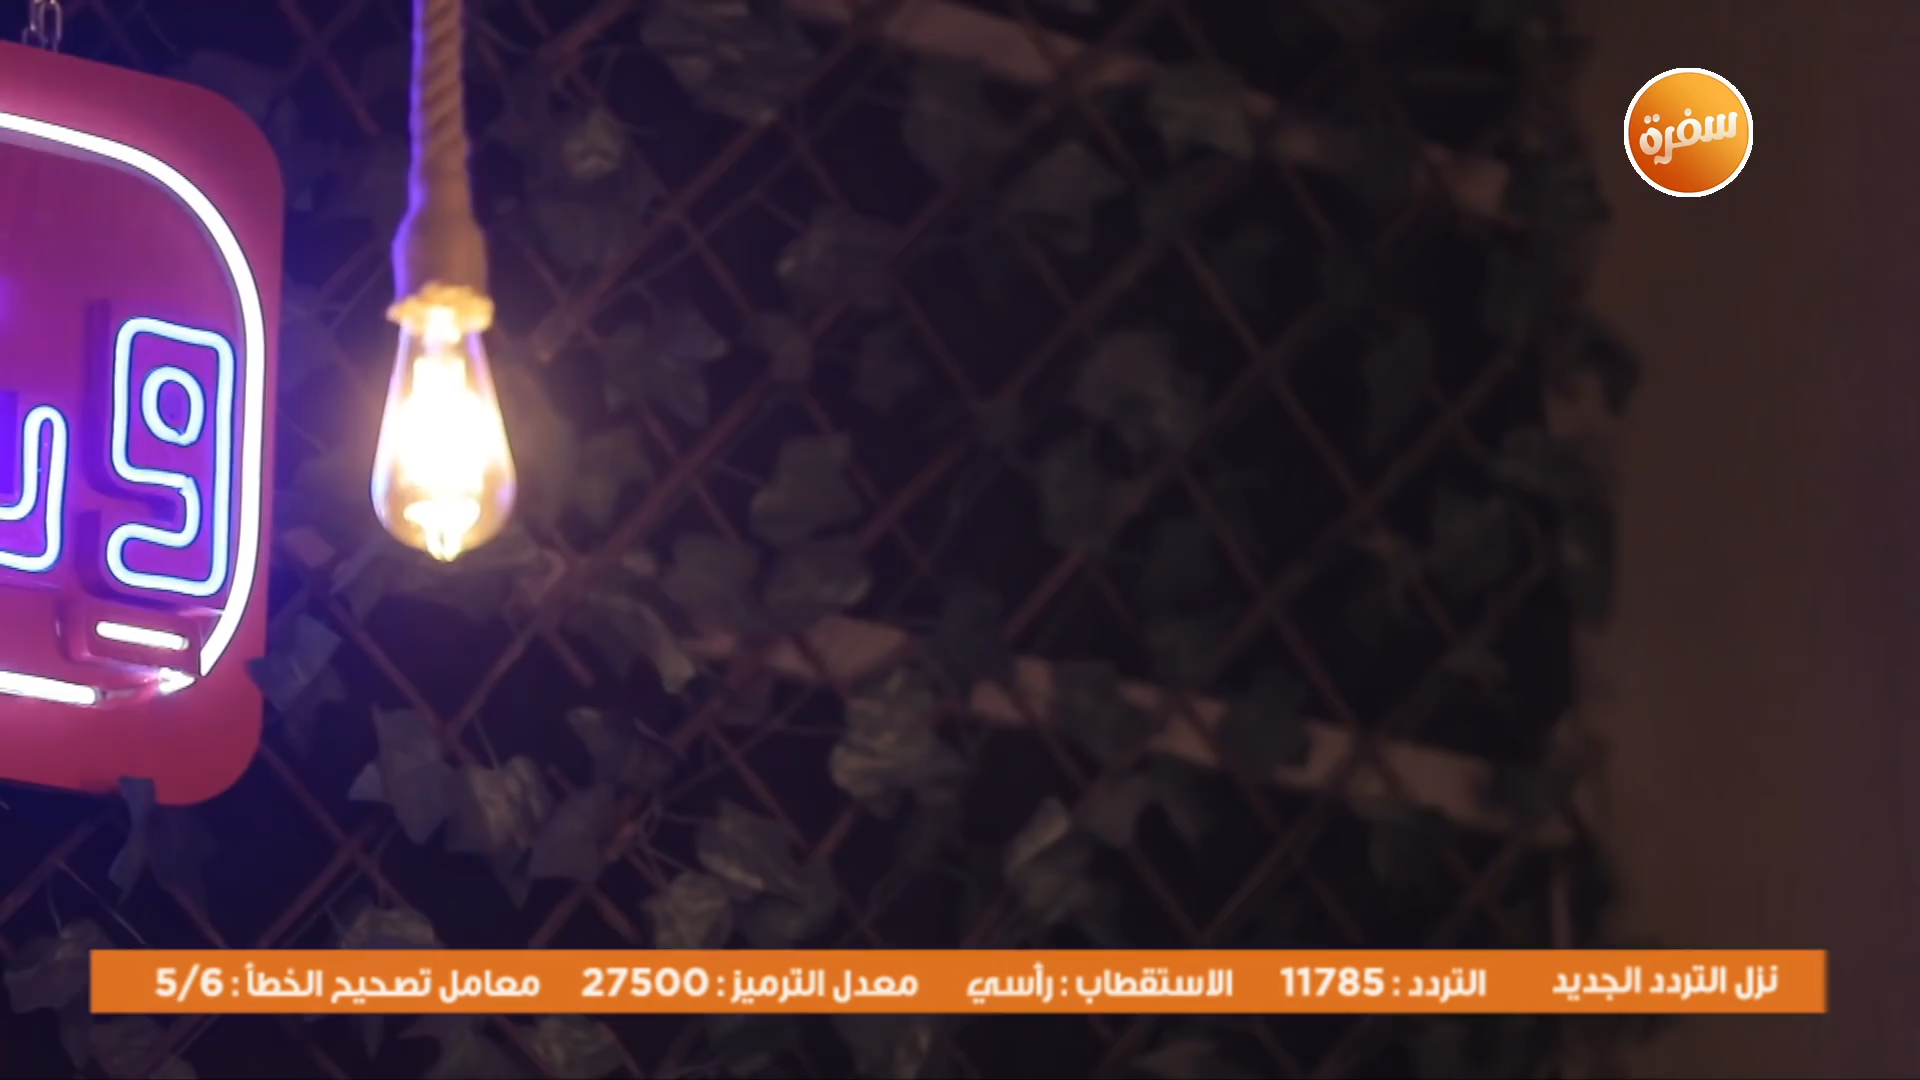 سفرة
نزل التردد الجديد التردد : 11785 الاستقطاب : رأسي معدل الترميز : 27500 معامل تصحيح الخطأ : 5/6